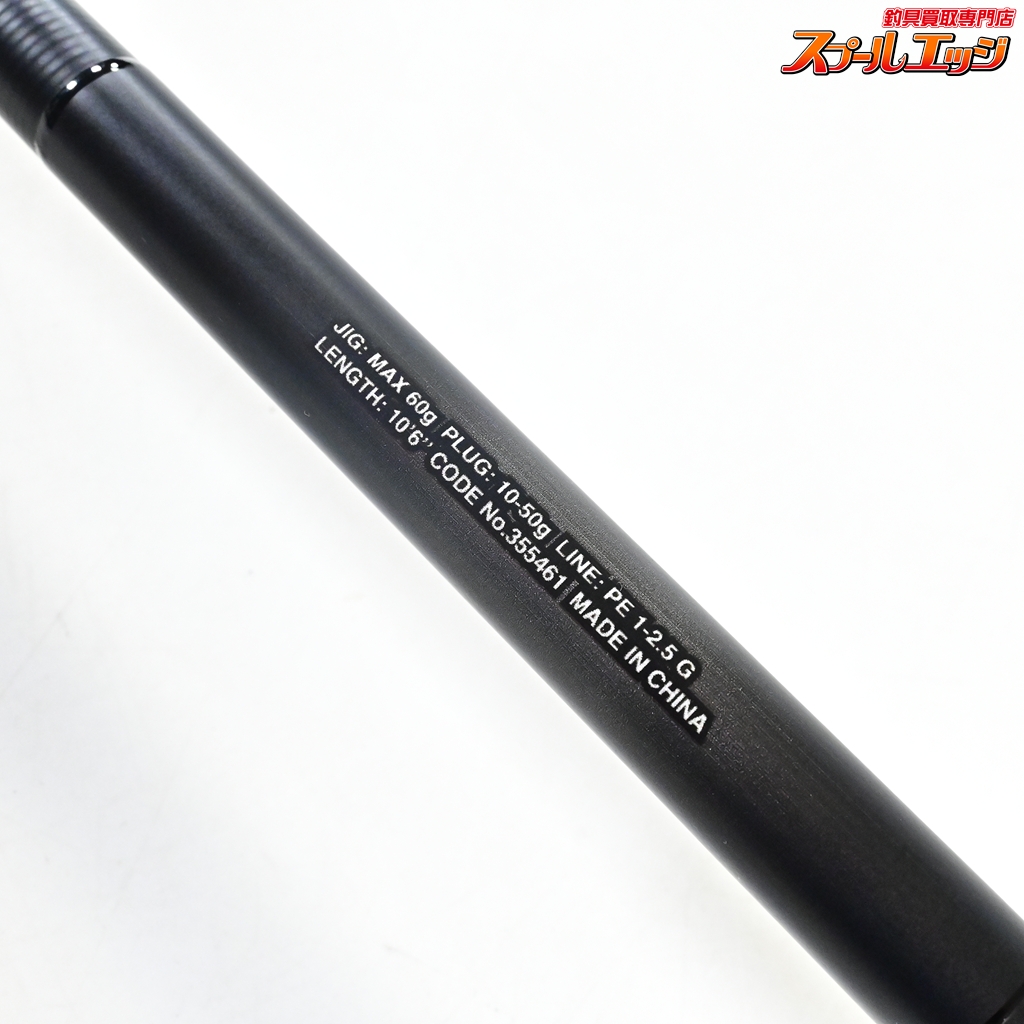 釣具買取専門店
スプールエッジ
JIG: MAX 60g PLUG: 10-50g LINE: PE 1-2.5 G
LENGTH: 10'6'' CODE No.355461 MADE IN CHINA